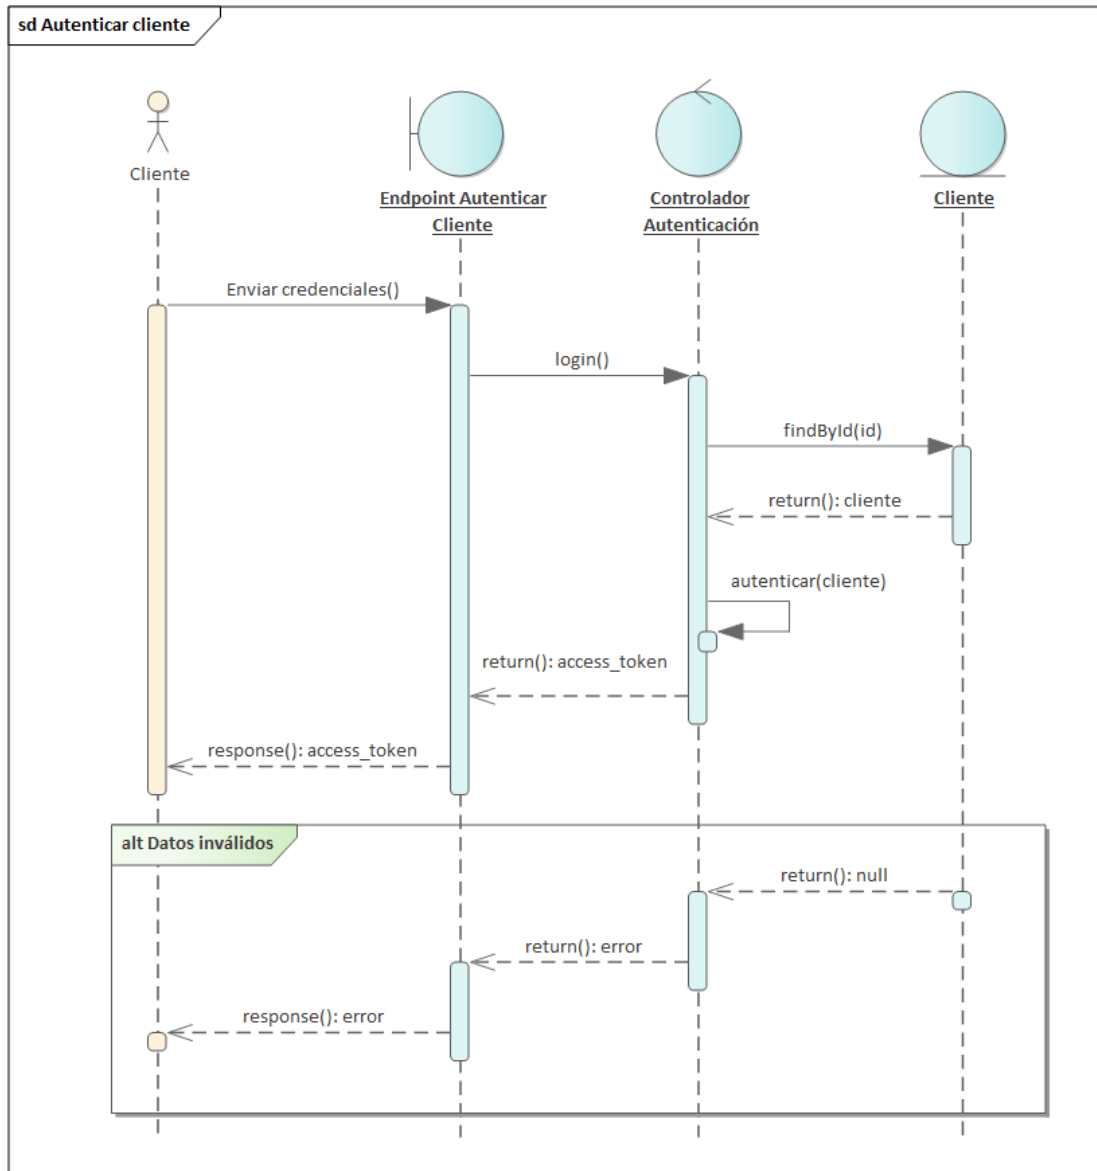 sd Autenticar cliente
Cliente
Endpoint Autenticar
Cliente
Controlador
Autenticación
Cliente
Enviar credenciales()
login()
findById(id)
return(): cliente
autenticar(cliente)
return(): access_token
response(): access_token
alt Datos inválidos
return(): null
return(): error
response(): error